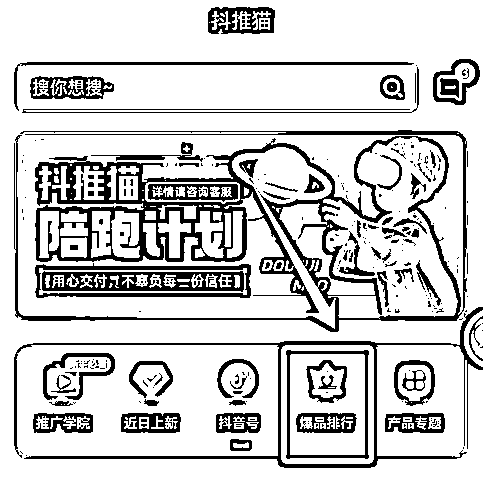 抖推猫
搜你想搜~
抖推猫
详情请咨询客服
陪跑计划
用心交付,不辜负每一份信任
推广学院
近日上新
抖音号
爆品排行
产品专题